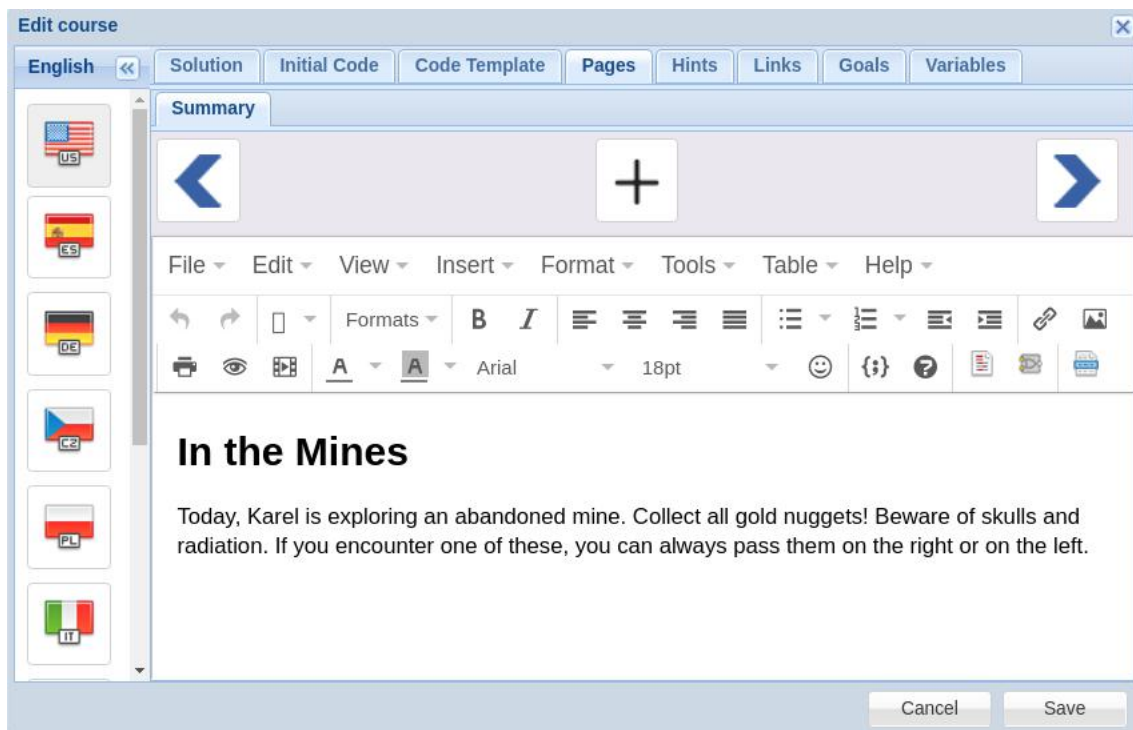 Edit course
English
Solution Initial Code Code Template Pages Hints Links Goals Variables
Summary
US
ES
DE
CZ
PL
IT
File Edit View Insert Format Tools Table Help
Formats B I
A A Arial 18pt {;} ?
In the Mines
Today, Karel is exploring an abandoned mine. Collect all gold nuggets! Beware of skulls and
radiation. If you encounter one of these, you can always pass them on the right or on the left.
Cancel Save